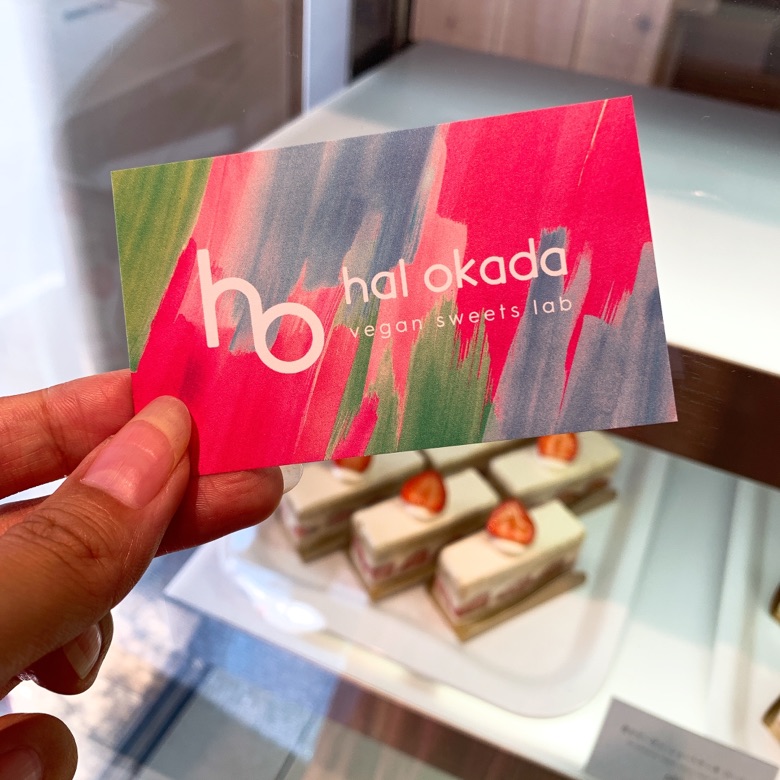 ho
hal okada
vegan sweets lab